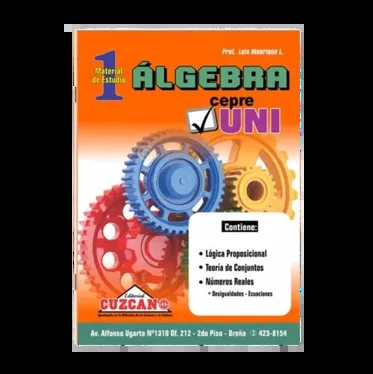 Prof. Luis Manrique L.
Material de Estudio
1
ÁLGEBRA
cepre
UNI
Contiene:
• Lógica Proposicional
• Teoría de Conjuntos
• Números Reales
* Desigualdades - Ecuaciones
Editorial
CUZCANO
Av. Alfonso Ugarte Nº1310 Of. 212 - 2do Piso - Breña 423-8154